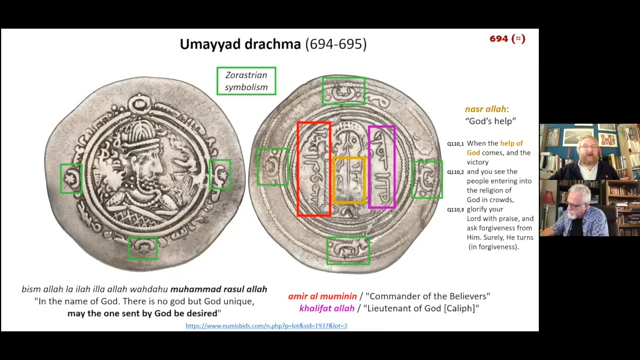 Umayyad drachma (694-695)
694
Zorastrian
symbolism
nasr allah:
"God's help"
Q110,1 When the help of
God comes, and the
victory
Q110,2 and you see the
people entering into
the religion of
God in crowds,
Q110,3 glorify your
Lord with praise, and
ask forgiveness from
Him. Surely, He turns
(in forgiveness).
bism allah la ilah illa allah wahdahu muhammad rasul allah
"In the name of God. There is no god but God unique,
may the one sent by God be desired"
amir al muminin / "Commander of the Believers"
khalifat allah / "Lieutenant of God [Caliph]"
https://www.numisbids.com/n.php?p=lot&sid=1937&lot=3